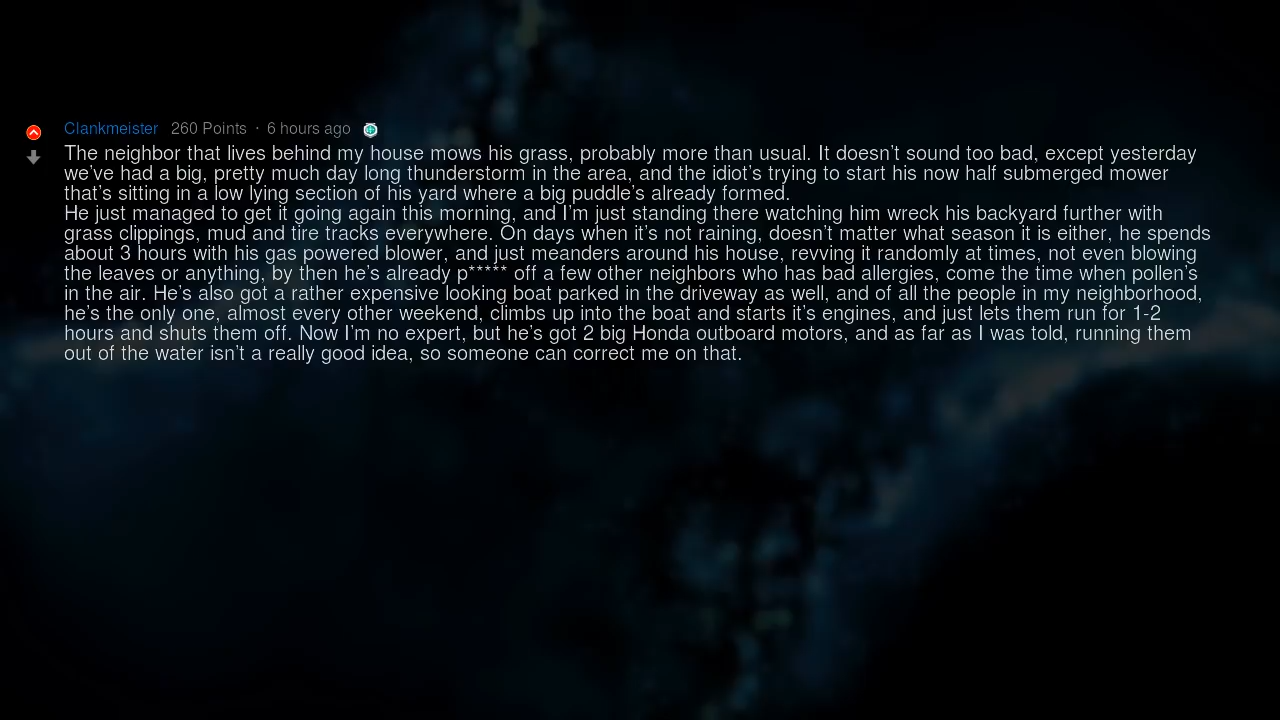 Clankmeister 260 Points · 6 hours ago
The neighbor that lives behind my house mows his grass, probably more than usual. It doesn't sound too bad, except yesterday
we've had a big, pretty much day long thunderstorm in the area, and the idiot's trying to start his now half submerged mower
that's sitting in a low lying section of his yard where a big puddle's already formed.
He just managed to get it going again this morning, and I'm just standing there watching him wreck his backyard further with
grass clippings, mud and tire tracks everywhere. On days when it's not raining, doesn't matter what season it is either, he spends
about 3 hours with his gas powered blower, and just meanders around his house, revving it randomly at times, not even blowing
the leaves or anything, by then he's already p***** off a few other neighbors who has bad allergies, come the time when pollen's
in the air. He's also got a rather expensive looking boat parked in the driveway as well, and of all the people in my neighborhood,
he's the only one, almost every other weekend, climbs up into the boat and starts it's engines, and just lets them run for 1-2
hours and shuts them off. Now I'm no expert, but he's got 2 big Honda outboard motors, and as far as I was told, running them
out of the water isn't a really good idea, so someone can correct me on that.